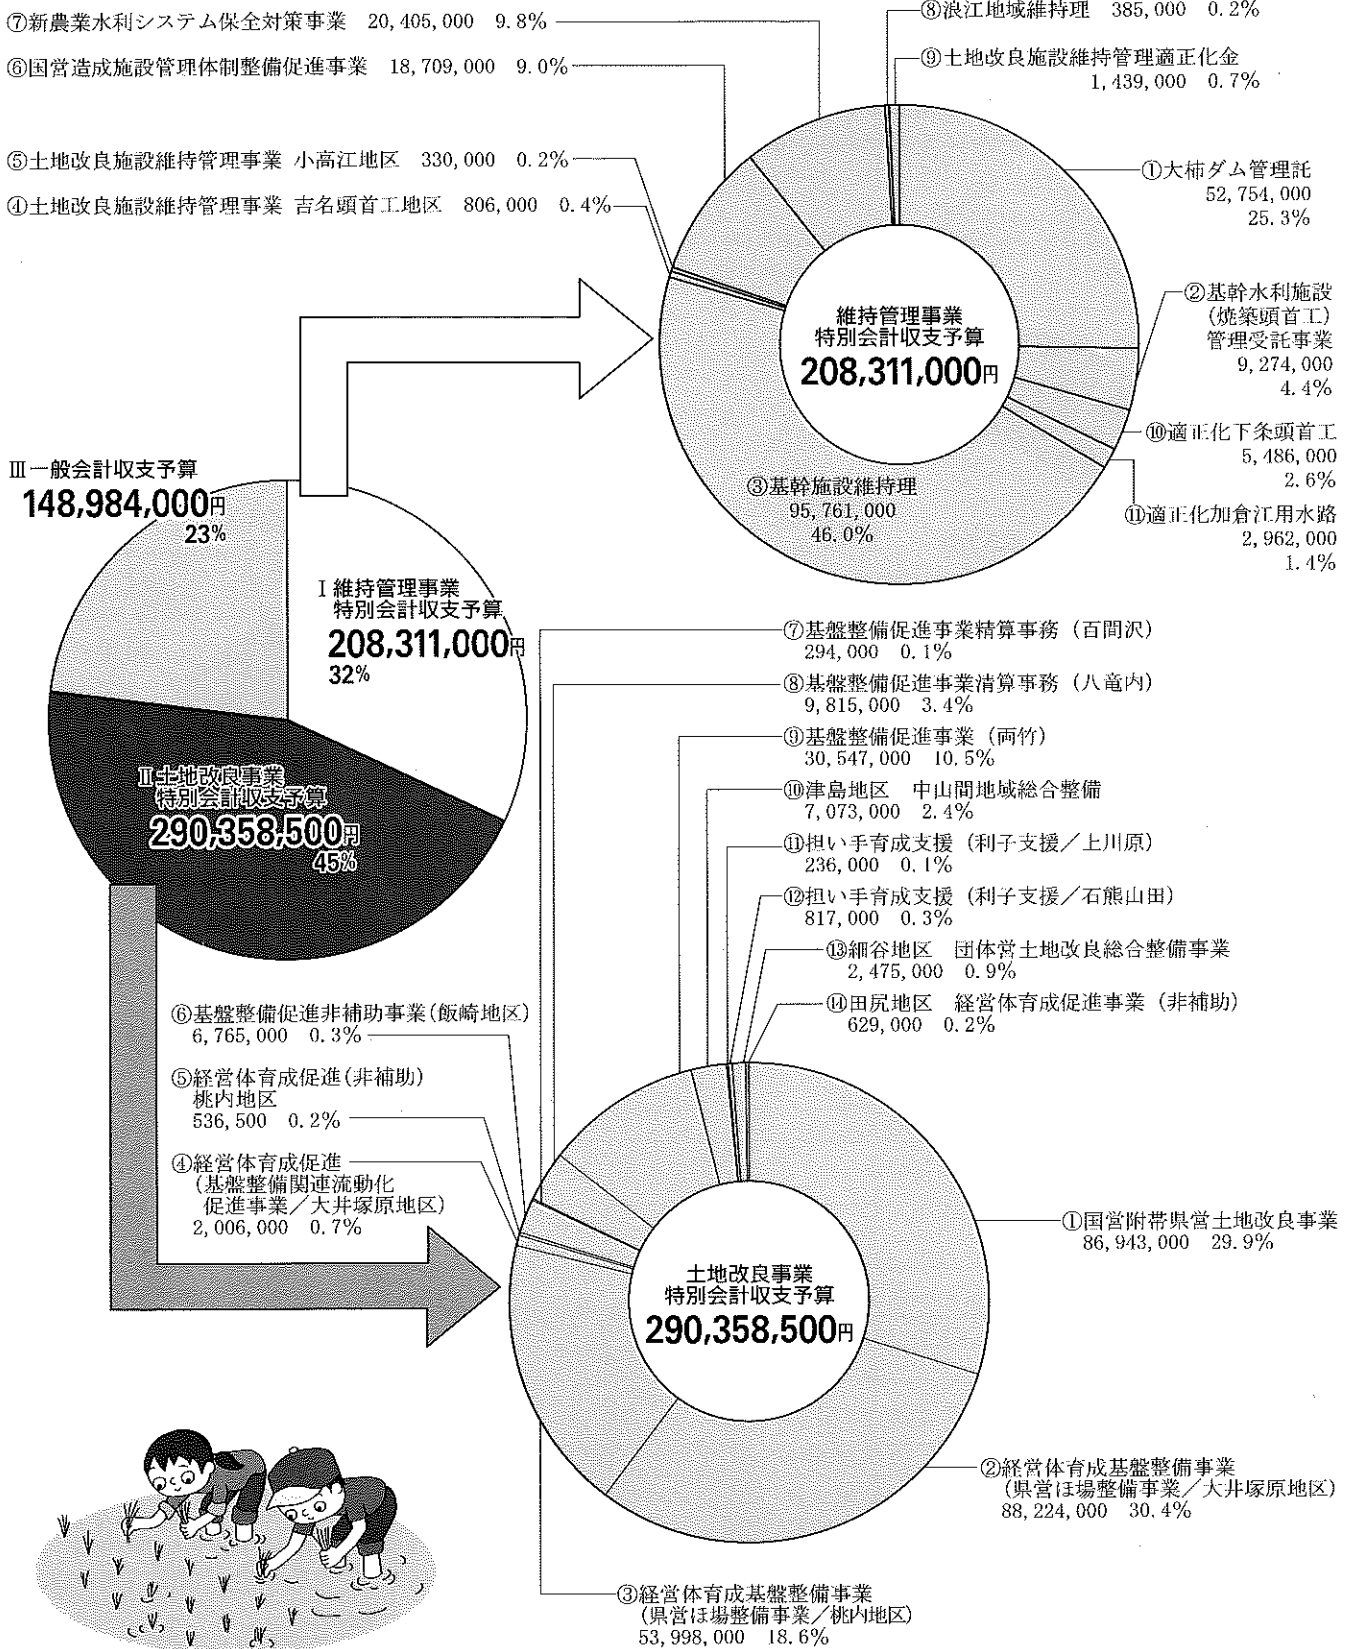 ⑦新農業水利システム保全対策事業 20,405,000 9.8%
⑥国営造成施設管理体制整備促進事業 18,709,000 9.0%
⑤土地改良施設維持管理事業 小高江地区 330,000 0.2%
④土地改良施設維持管理事業 吉名頭首工地区 806,000 0.4%
⑧浪江地域維持理 385,000 0.2%
⑨土地改良施設維持管理適正化金
1,439,000 0.7%
①大柿ダム管理託
52,754,000
25.3%
②基幹水利施設
(焼築頭首工)
管理受託事業
9,274,000
4.4%
⑩適正化下条頭首工
5,486,000
2.6%
⑪適正化加倉江用水路
2,962,000
1.4%
③基幹施設維持理
95,761,000
46.0%
維持管理事業
特別会計収支予算
208,311,000円
Ⅲ一般会計収支予算
148,984,000円
23%
Ⅰ維持管理事業
特別会計収支予算
208,311,000円
32%
Ⅱ土地改良事業
特別会計収支予算
290,358,500円
45%
⑦基盤整備促進事業精算事務(百間沢)
294,000 0.1%
⑧基盤整備促進事業清算事務(八竜内)
9,815,000 3.4%
⑨基盤整備促進事業(両竹)
30,547,000 10.5%
⑩津島地区 中山間地域総合整備
7,073,000 2.4%
⑪担い手育成支援(利子支援/上川原)
236,000 0.1%
⑫担い手育成支援(利子支援/石熊山田)
817,000 0.3%
⑬細谷地区 団体営土地改良総合整備事業
2,475,000 0.9%
⑭田尻地区 経営体育成促進事業(非補助)
629,000 0.2%
⑥基盤整備促進非補助事業(飯崎地区)
6,765,000 0.3%
⑤経営体育成促進(非補助)
桃内地区
536,500 0.2%
④経営体育成促進
(基盤整備関連流動化
促進事業/大井塚原地区)
2,006,000 0.7%
①国営附帯県営土地改良事業
86,943,000 29.9%
土地改良事業
特別会計収支予算
290,358,500円
②経営体育成基盤整備事業
(県営ほ場整備事業/大井塚原地区)
88,224,000 30.4%
③経営体育成基盤整備事業
(県営ほ場整備事業/桃内地区)
53,998,000 18.6%